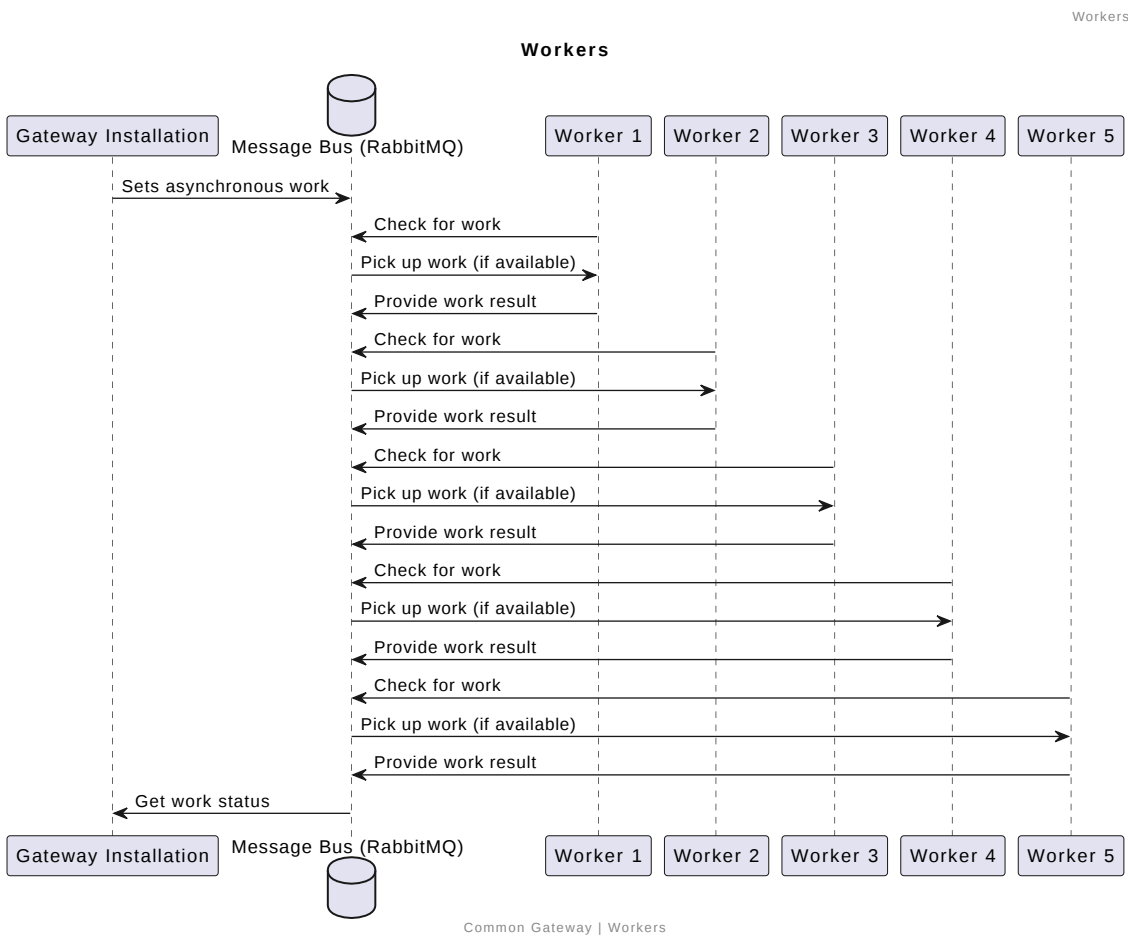 Workers
Workers
Gateway Installation
Message Bus (RabbitMQ)
Worker 1
Worker 2
Worker 3
Worker 4
Worker 5
Sets asynchronous work
Check for work
Pick up work (if available)
Provide work result
Check for work
Pick up work (if available)
Provide work result
Check for work
Pick up work (if available)
Provide work result
Check for work
Pick up work (if available)
Provide work result
Check for work
Pick up work (if available)
Provide work result
Get work status
Gateway Installation
Message Bus (RabbitMQ)
Worker 1
Worker 2
Worker 3
Worker 4
Worker 5
Common Gateway | Workers